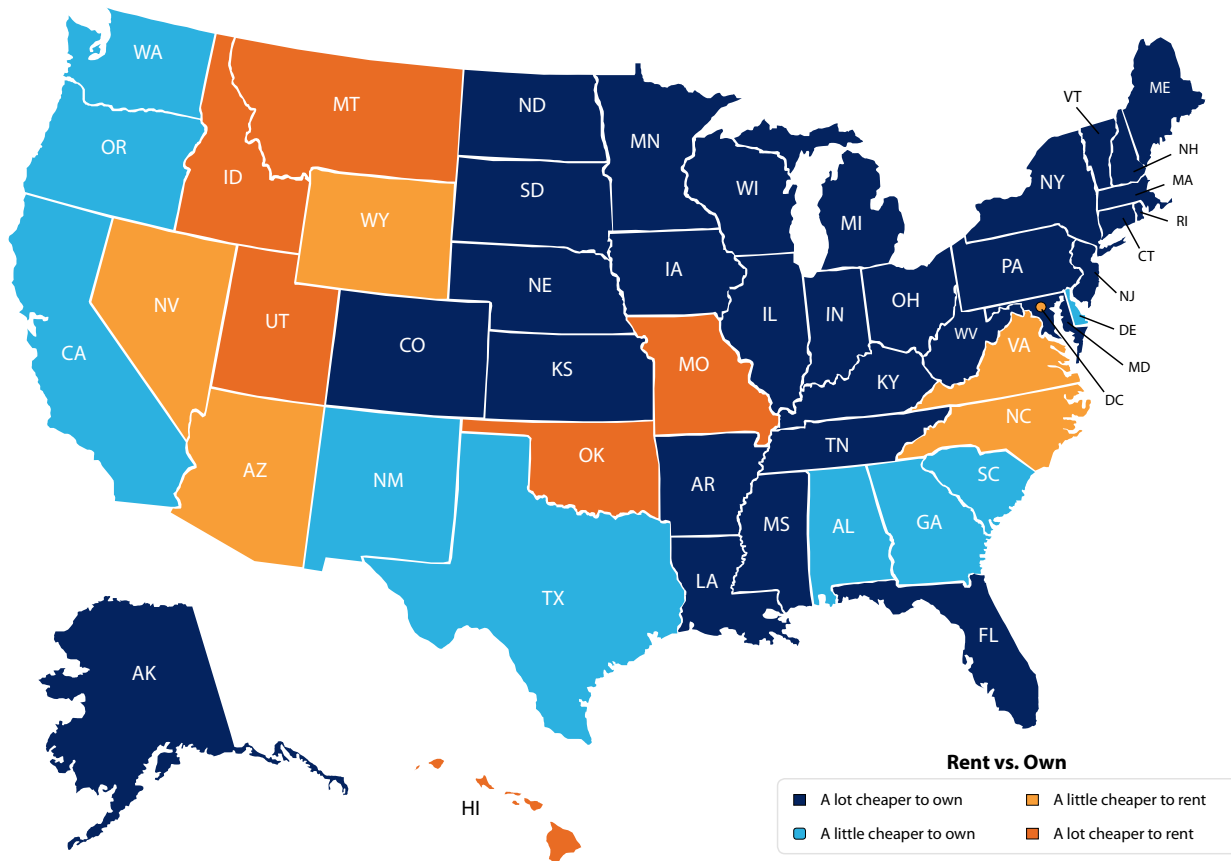 WA
MT
ND
MN
ME
VT
OR
ID
SD
WI
MI
NY
NH
MA
RI
CT
WY
NE
IA
PA
NJ
NV
UT
CO
KS
IL
IN
OH
WV
VA
DE
MD
DC
CA
MO
KY
NC
AZ
NM
OK
AR
TN
SC
TX
LA
MS
AL
GA
FL
AK
HI
Rent vs. Own
A lot cheaper to own
A little cheaper to rent
A little cheaper to own
A lot cheaper to rent